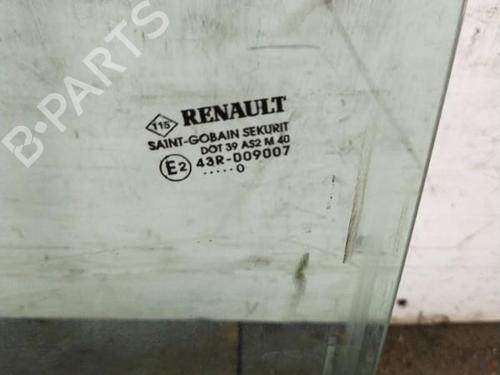 B-PARTS
115 RENAULT
SAINT-GOBAIN SEKURIT
DOT 39 AS2 M 40
E2 43R-009007
.....0